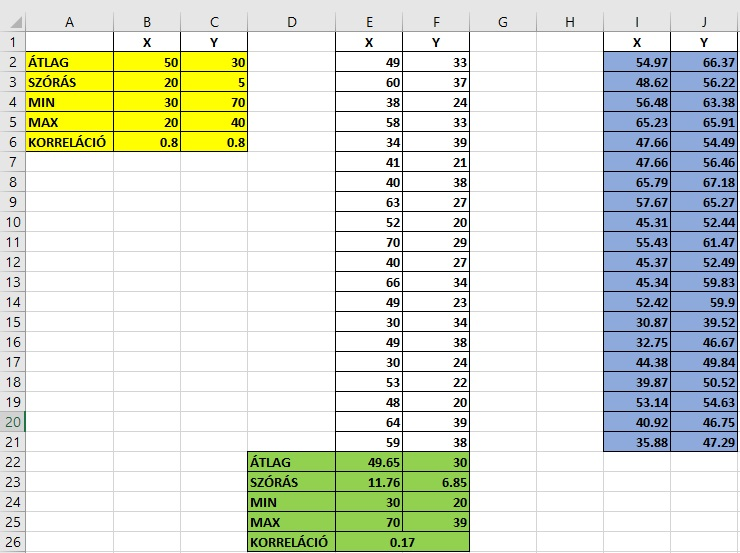 A B C D E F G H I J
1 X Y X Y X Y
2 ÁTLAG 50 30 49 33 54.97 66.37
3 SZÓRÁS 20 5 60 37 48.62 56.22
4 MIN 30 70 38 24 56.48 63.38
5 MAX 20 40 58 33 65.23 65.91
6 KORRELÁCIÓ 0.8 0.8 34 39 47.66 54.49
7 41 21 47.66 56.46
8 40 38 65.79 67.18
9 63 27 57.67 65.27
10 52 20 45.31 52.44
11 70 29 55.43 61.47
12 40 27 45.37 52.49
13 66 34 45.34 59.83
14 49 23 52.42 59.9
15 30 34 30.87 39.52
16 49 38 32.75 46.67
17 30 24 44.38 49.84
18 53 22 39.87 50.52
19 48 20 53.14 54.63
20 64 39 40.92 46.75
21 59 38 35.88 47.29
22 ÁTLAG 49.65 30
23 SZÓRÁS 11.76 6.85
24 MIN 30 20
25 MAX 70 39
26 KORRELÁCIÓ 0.17